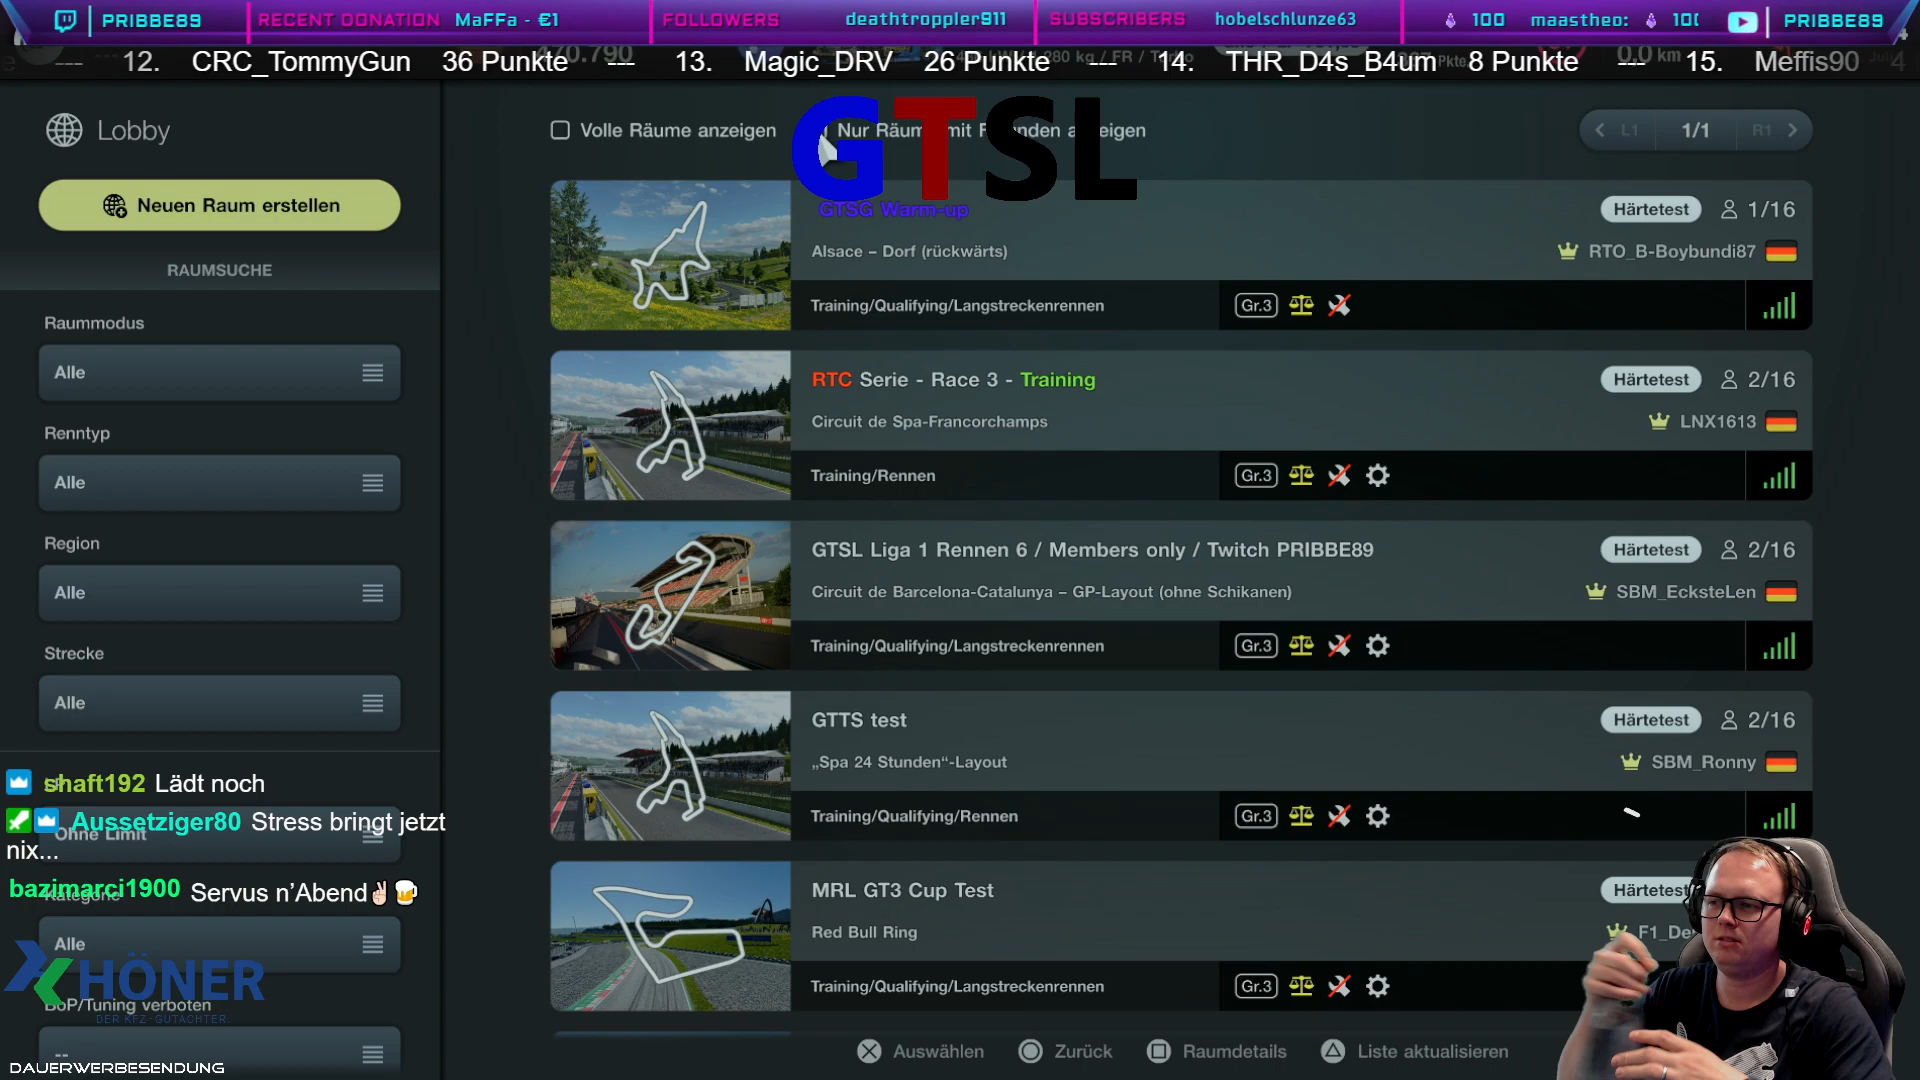 PRIBBE89 RECENT DONATION MaFFa - €1 FOLLOWERS deathtroppler911 SUBSCRIBERS hobelschlunze63 100 maastheo: PRIBBE89
--- 12. CRC_TommyGun 36 Punkte --- 13. Magic_DRV 26 Punkte --- 14. THR_D4s_B4um 8 Punkte --- 15. Meffis90
Lobby
Neuen Raum erstellen
RAUMSUCHE
Raummodus
Alle
Renntyp
Alle
Region
Alle
Strecke
Alle
shaft192 Lädt noch
Aussetziger80 Stress bringt jetzt
nix...
Ohne Limit
bazimarci1900 Servus n’Abend✌🏻🍺
Kategorie
Alle
HÖNER
DER KFZ-GUTACHTER.
BoP/Tuning verboten
--
DAUERWERBESENDUNG
Volle Räume anzeigen
GTSL
L1 1/1 R1
GTSG Warm-up
Härtetest 1/16
Alsace – Dorf (rückwärts)
RTO_B-Boybundi87
Training/Qualifying/Langstreckenrennen
Gr.3
RTC Serie - Race 3 - Training
Härtetest 2/16
Circuit de Spa-Francorchamps
LNX1613
Training/Rennen
Gr.3
GTSL Liga 1 Rennen 6 / Members only / Twitch PRIBBE89
Härtetest 2/16
Circuit de Barcelona-Catalunya – GP-Layout (ohne Schikanen)
SBM_EcksteLen
Training/Qualifying/Langstreckenrennen
Gr.3
GTTS test
Härtetest 2/16
„Spa 24 Stunden“-Layout
SBM_Ronny
Training/Qualifying/Rennen
Gr.3
MRL GT3 Cup Test
Härtetest
Red Bull Ring
Training/Qualifying/Langstreckenrennen
Gr.3
Auswählen Zurück Raumdetails Liste aktualisieren